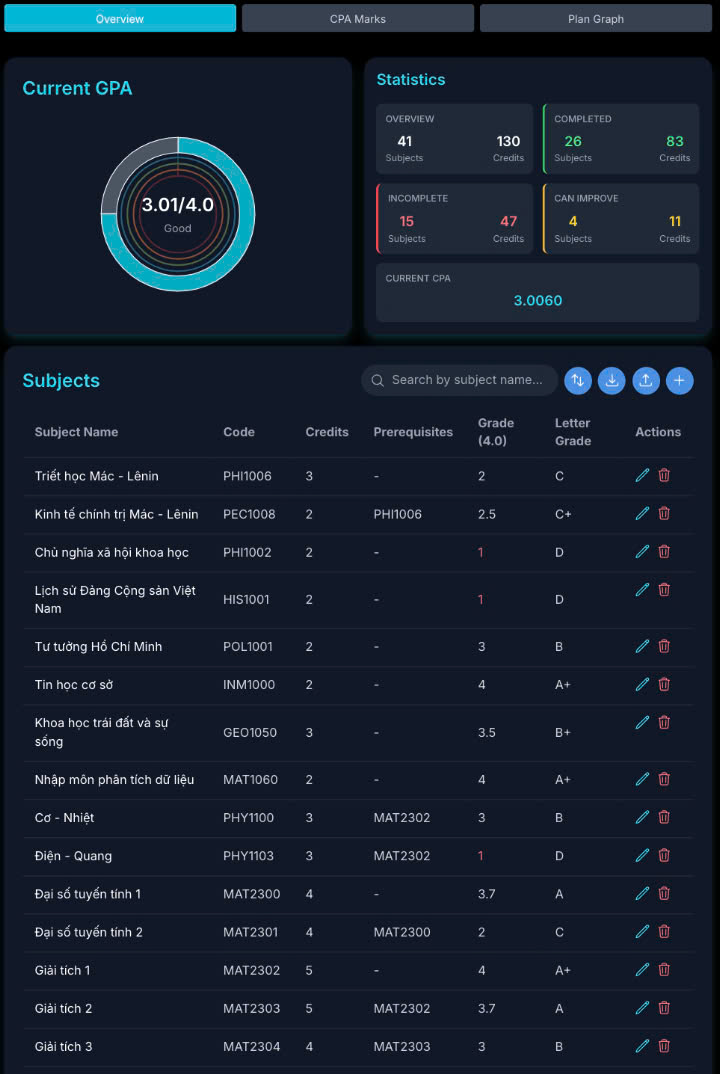 Overview CPA Marks Plan Graph
Current GPA
3.01/4.0
Good
Statistics
OVERVIEW
41 130
Subjects Credits
COMPLETED
26 83
Subjects Credits
INCOMPLETE
15 47
Subjects Credits
CAN IMPROVE
4 11
Subjects Credits
CURRENT CPA
3.0060
Subjects
Search by subject name...
Subject Name Code Credits Prerequisites Grade (4.0) Letter Grade Actions
Triết học Mác - Lênin PHI1006 3 - 2 C
Kinh tế chính trị Mác - Lênin PEC1008 2 PHI1006 2.5 C+
Chủ nghĩa xã hội khoa học PHI1002 2 - 1 D
Lịch sử Đảng Cộng sản Việt Nam HIS1001 2 - 1 D
Tư tưởng Hồ Chí Minh POL1001 2 - 3 B
Tin học cơ sở INM1000 2 - 4 A+
Khoa học trái đất và sự sống GEO1050 3 - 3.5 B+
Nhập môn phân tích dữ liệu MAT1060 2 - 4 A+
Cơ - Nhiệt PHY1100 3 MAT2302 3 B
Điện - Quang PHY1103 3 MAT2302 1 D
Đại số tuyến tính 1 MAT2300 4 - 3.7 A
Đại số tuyến tính 2 MAT2301 4 MAT2300 2 C
Giải tích 1 MAT2302 5 - 4 A+
Giải tích 2 MAT2303 5 MAT2302 3.7 A
Giải tích 3 MAT2304 4 MAT2303 3 B